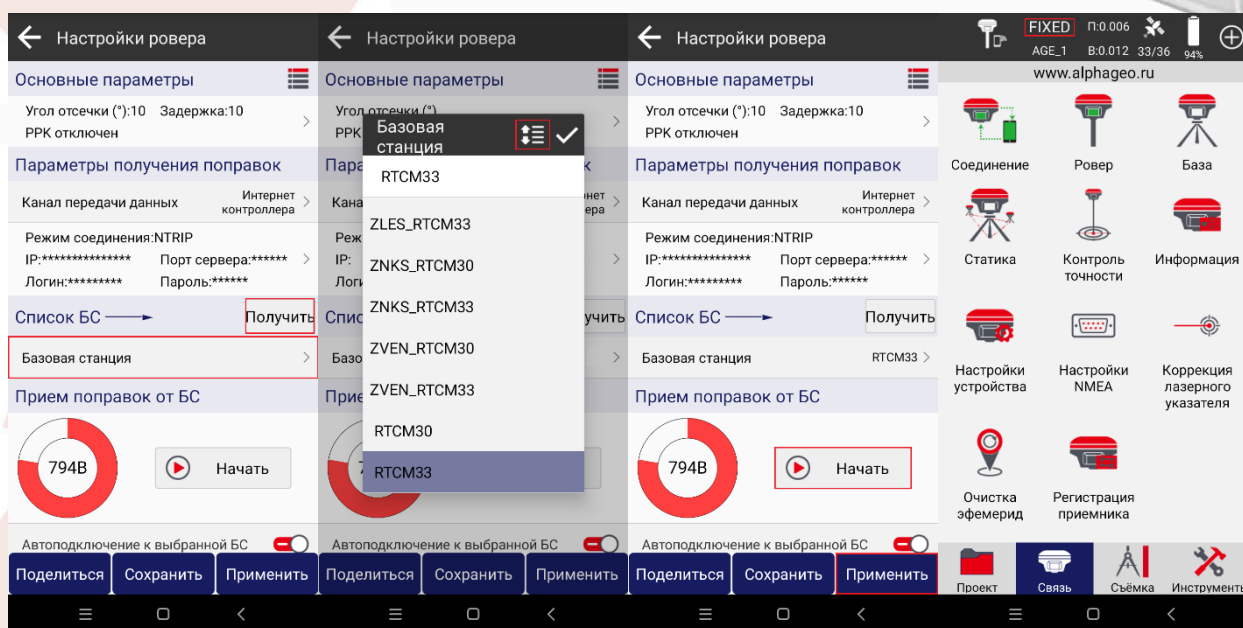 Настройки ровера
Основные параметры
Угол отсечки (°):10 Задержка:10
PPK отключен
Параметры получения поправок
Канал передачи данных
Интернет
контроллера
Режим соединения:NTRIP
IP:*************** Порт сервера:******
Логин:********* Пароль:******
Список БС
Получить
Базовая станция
Прием поправок от БС
794B
Начать
Автоподключение к выбранной БС
Поделиться Сохранить Применить
Настройки ровера
Основные параметры
Угол отсечки (°)
PPK
Базовая
станция
RTCM33
ZLES_RTCM33
ZNKS_RTCM30
ZNKS_RTCM33
ZVEN_RTCM30
ZVEN_RTCM33
RTCM30
RTCM33
IP:
Автоподключение к выбранной БС
Поделиться Сохранить Применить
Настройки ровера
Основные параметры
Угол отсечки (°):10 Задержка:10
PPK отключен
Параметры получения поправок
Канал передачи данных
Интернет
контроллера
Режим соединения:NTRIP
IP:*************** Порт сервера:******
Логин:********* Пароль:******
Список БС
Получить
Базовая станция RTCM33
Прием поправок от БС
794B
Начать
Автоподключение к выбранной БС
Поделиться Сохранить Применить
FIXED П:0.006
AGE_1 В:0.012 33/36 94%
www.alphageo.ru
Соединение Ровер База
Статика Контроль
точности Информация
Настройки
устройства
Настройки
NMEA
Коррекция
лазерного
указателя
Очистка
эфемерид
Регистрация
приемника
Проект Связь Съёмка Инструменты